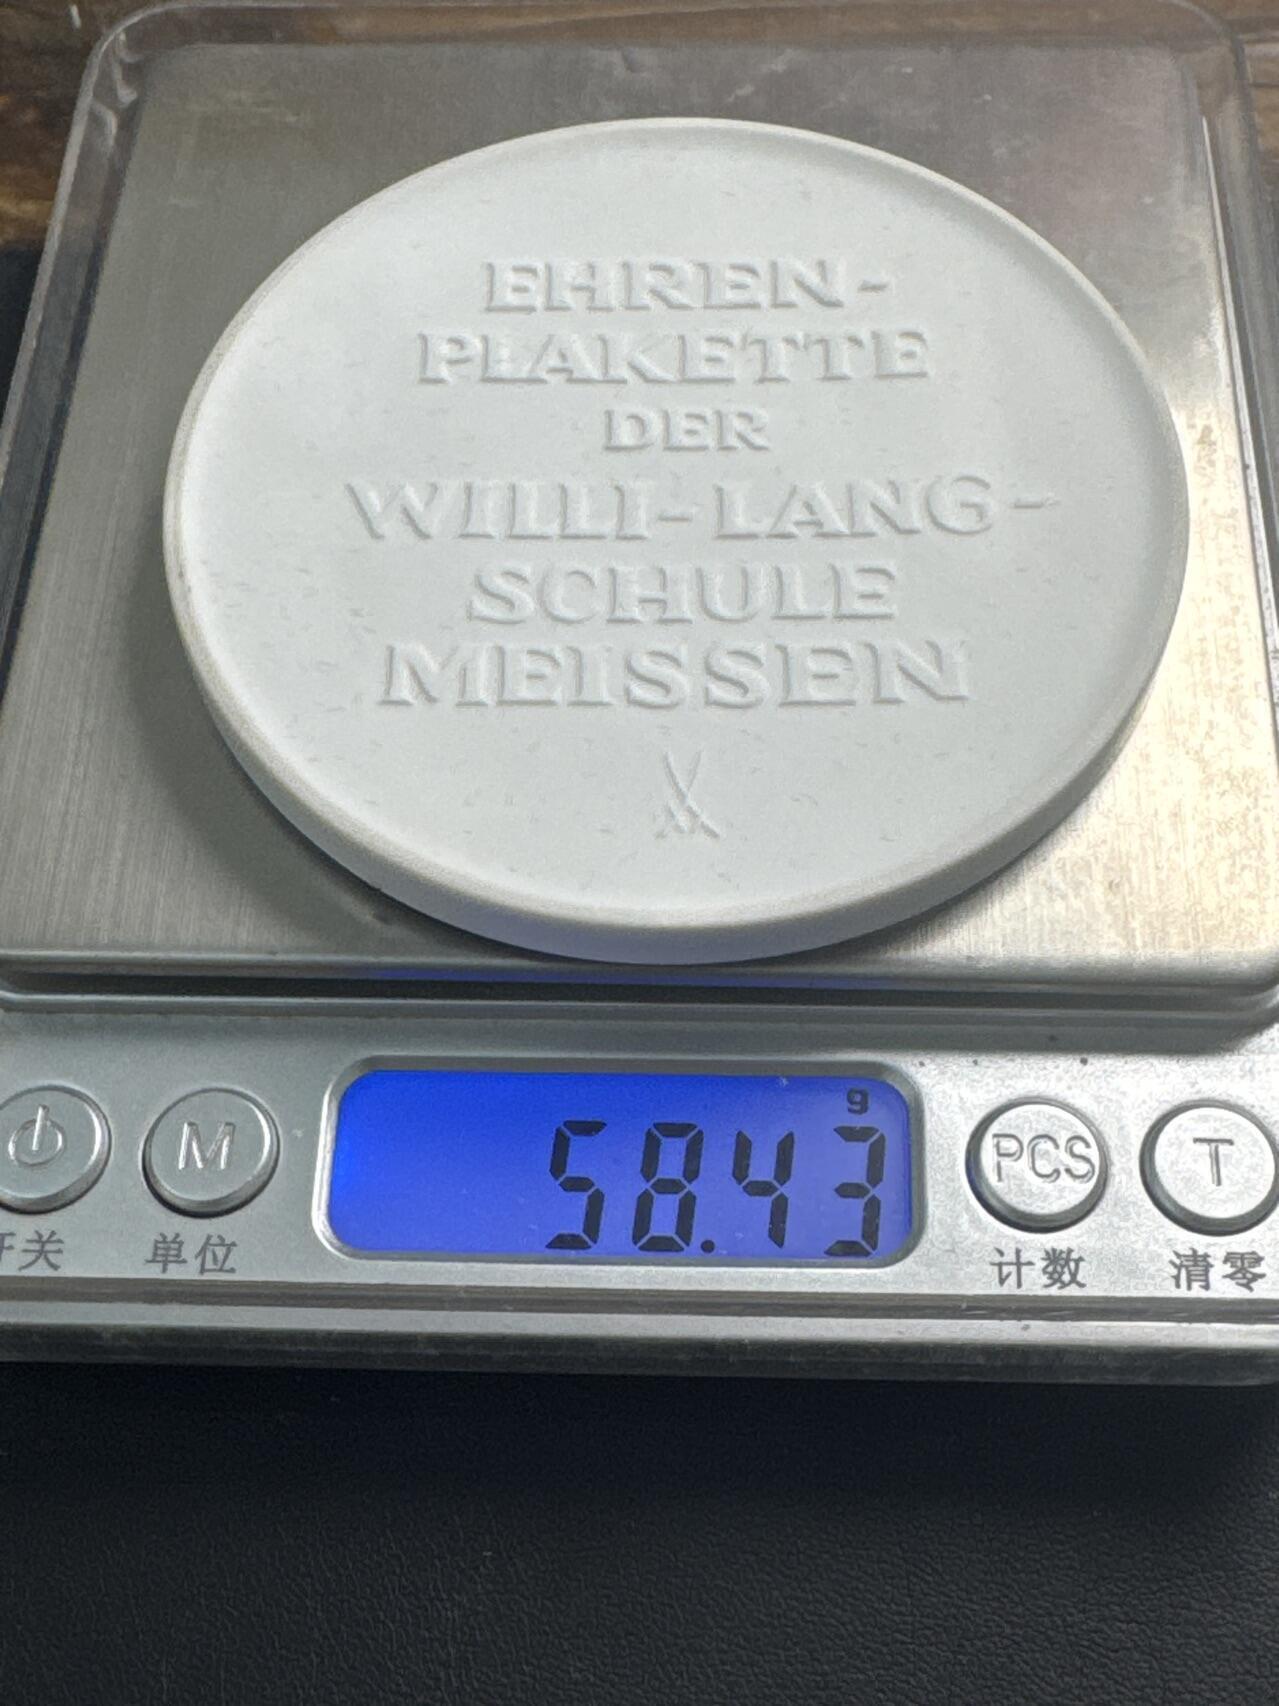 EHREN-
PLAKETTE
DER
WILLI-LANG-
SCHULE
MEISSEN
g
58.43
M
PCS
T
开关
单位
计数
清零